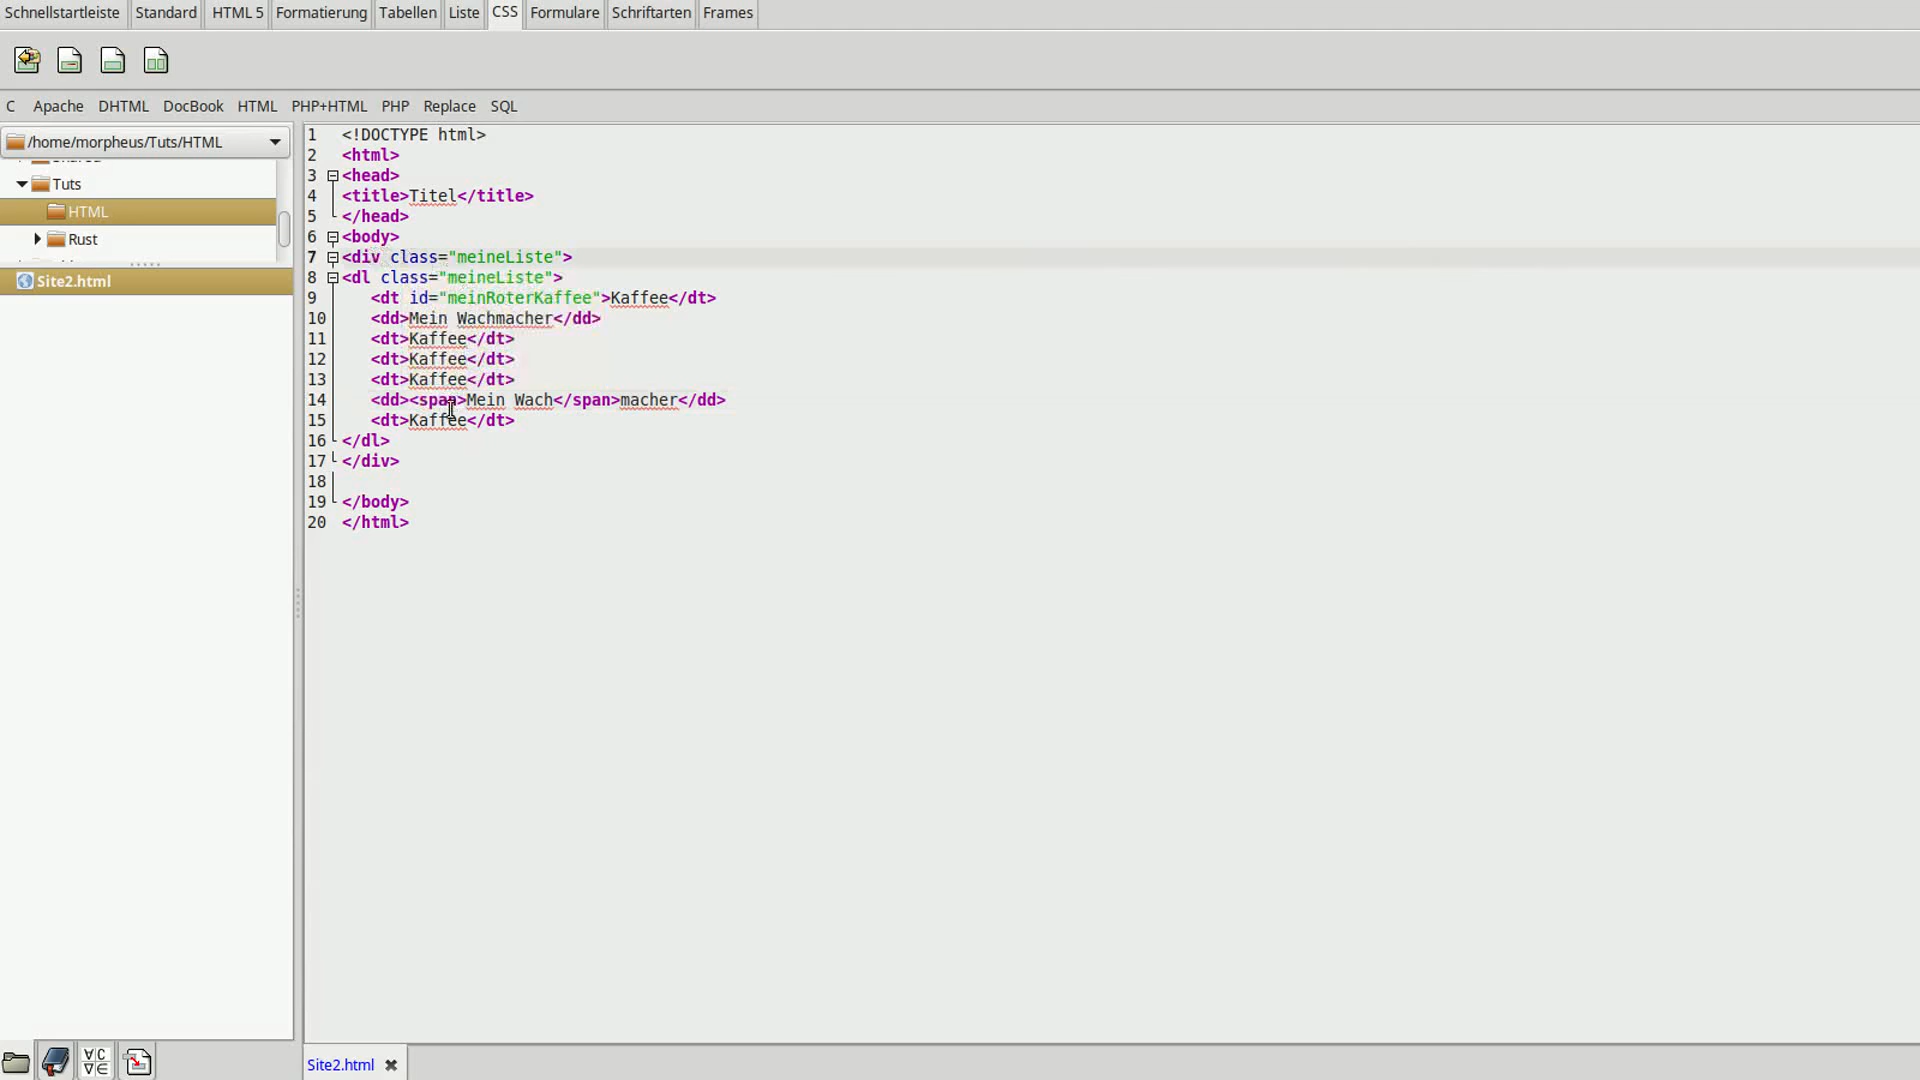 Schnellstartleiste Standard HTML 5 Formatierung Tabellen Liste CSS Formulare Schriftarten Frames
C Apache DHTML DocBook HTML PHP+HTML PHP Replace SQL
/home/morpheus/Tuts/HTML
Tuts
HTML
Rust
Site2.html
1 <!DOCTYPE html>
2 <html>
3 <head>
4 <title>Titel</title>
5 </head>
6 <body>
7 <div class="meineListe">
8 <dl class="meineListe">
9 <dt id="meinRoterKaffee">Kaffee</dt>
10 <dd>Mein Wachmacher</dd>
11 <dt>Kaffee</dt>
12 <dt>Kaffee</dt>
13 <dt>Kaffee</dt>
14 <dd><span>Mein Wach</span>macher</dd>
15 <dt>Kaffee</dt>
16 </dl>
17 </div>
18
19 </body>
20 </html>
Site2.html